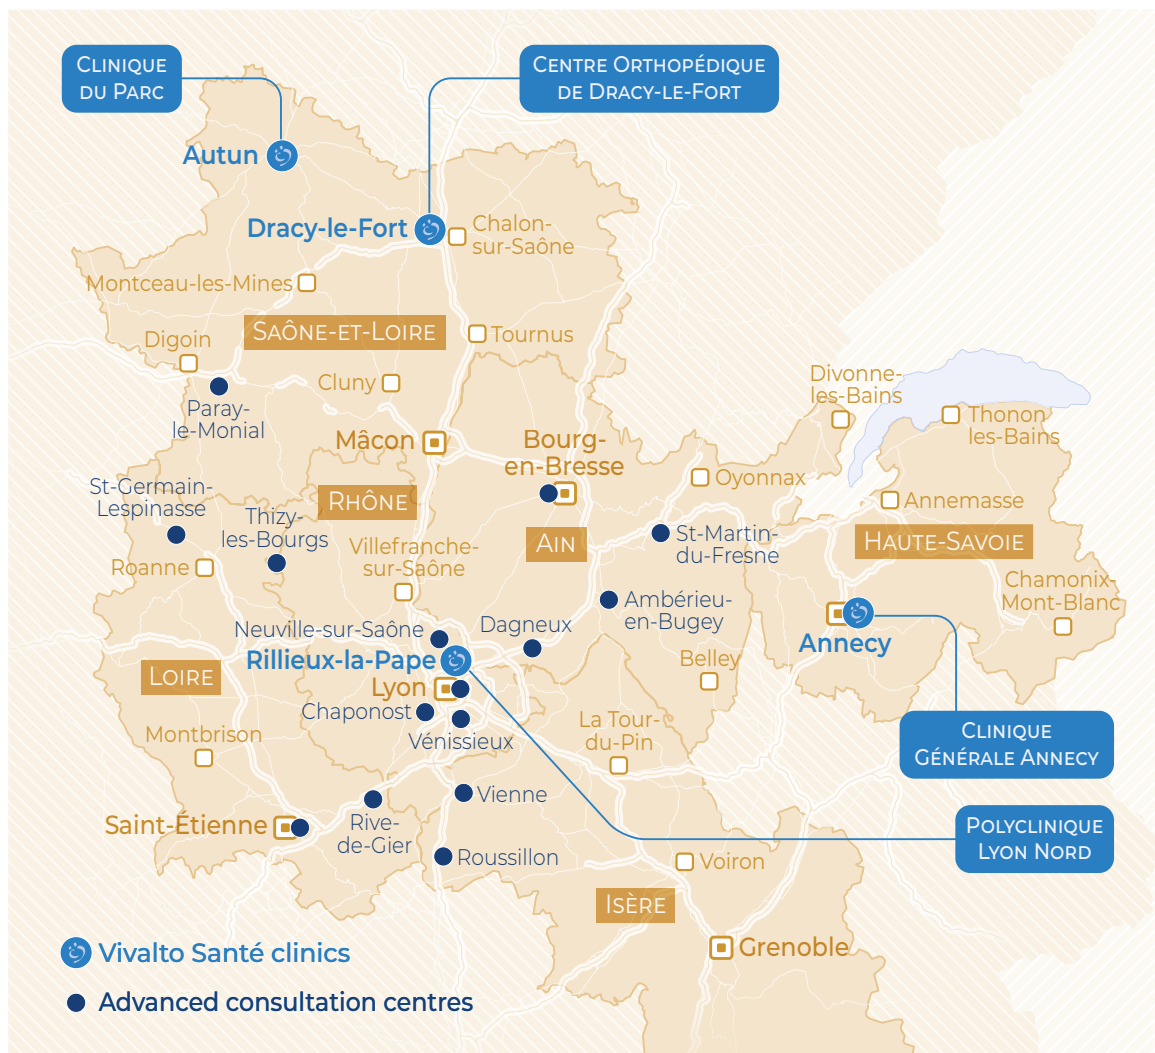 Clinique
du Parc
Centre Orthopédique
de Dracy-le-Fort
Autun
Dracy-le-Fort
Chalon-
sur-Saône
Montceau-les-Mines
Saône-et-Loire
Tournus
Digoin
Cluny
Paray-
le-Monial
Divonne-
les-Bains
Thonon
les-Bains
Mâcon
Bourg-
en-Bresse
Oyonnax
St-Germain-
Lespinasse
Rhône
Annemasse
Thizy-
les-Bourgs
Ain
St-Martin-
du-Fresne
Haute-Savoie
Roanne
Villefranche-
sur-Saône
Chamonix-
Mont-Blanc
Ambérieu-
en-Bugey
Neuville-sur-Saône
Dagneux
Annecy
Rillieux-la-Pape
Belley
Loire
Lyon
Chaponost
Vénissieux
La Tour-
du-Pin
Montbrison
Clinique
Générale Annecy
Vienne
Saint-Étienne
Rive-
de-Gier
Polyclinique
Lyon Nord
Roussillon
Voiron
Isère
Grenoble
Vivalto Santé clinics
Advanced consultation centres